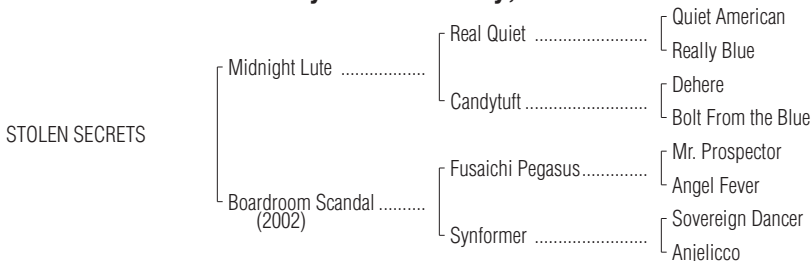 Quiet American
Real Quiet ....................
Really Blue
Midnight Lute ..................
Dehere
Candytuft ......................
Bolt From the Blue
STOLEN SECRETS
Mr. Prospector
Fusaichi Pegasus..............
Angel Fever
Boardroom Scandal ..........
(2002)
Sovereign Dancer
Synformer ....................
Anjelicco